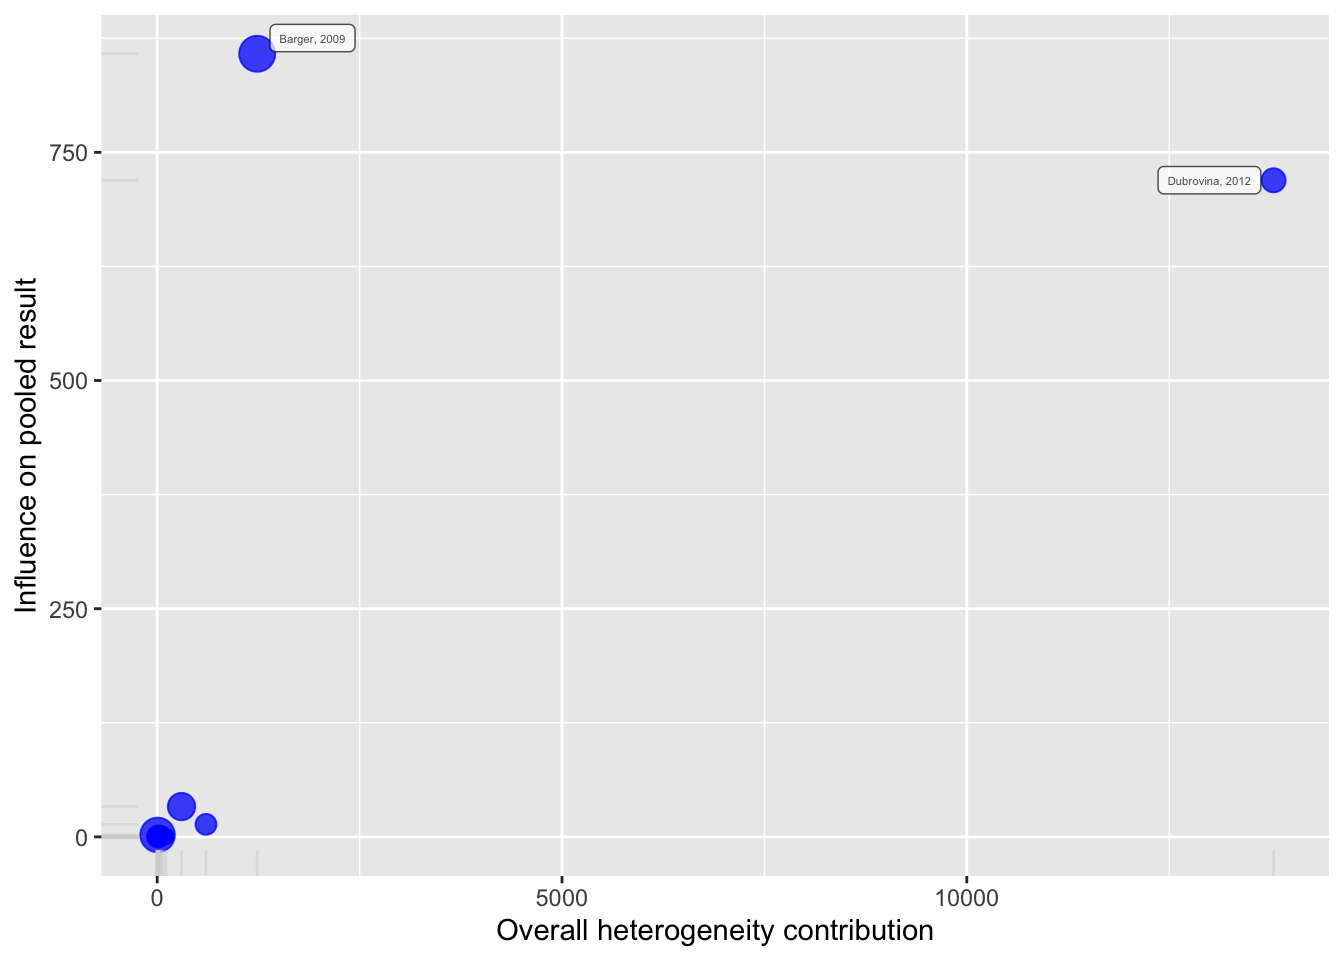 Barger, 2009
750
Dubrovina, 2012
Influence on pooled result
500
250
0
0
5000
10000
Overall heterogeneity contribution